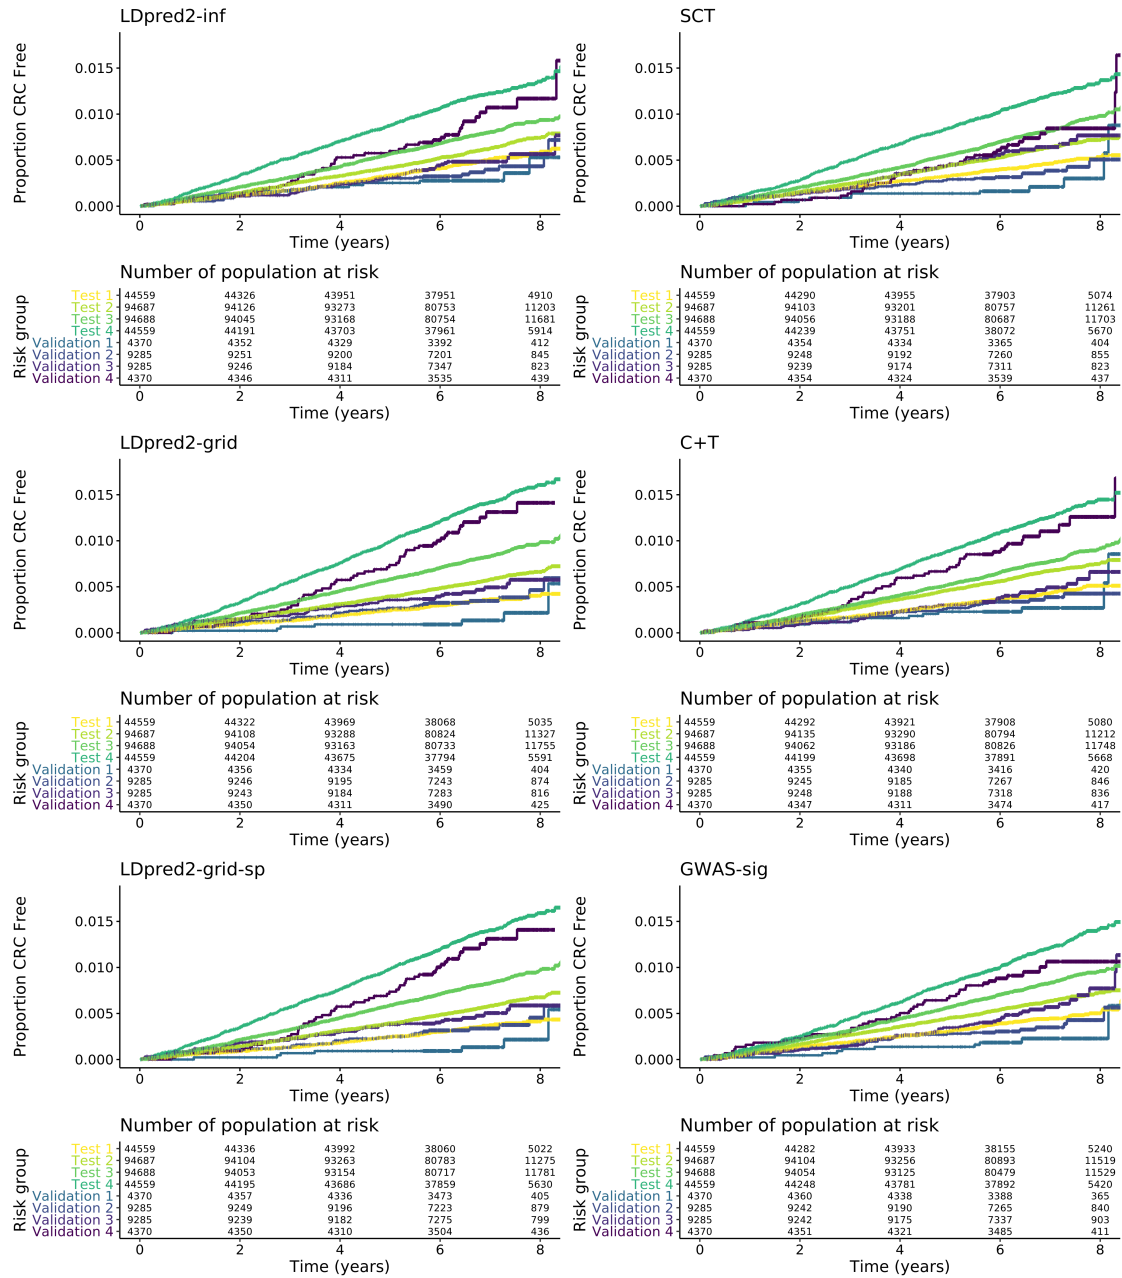 LDpred2-inf
Proportion CRC Free
0.015
0.010
0.005
0.000
0 2 4 6 8
Time (years)
Number of population at risk
Risk group
Test 1 44559 44326 43951 37951 4910
Test 2 94687 94126 93273 80753 11203
Test 3 94688 94045 93168 80754 11681
Test 4 44559 44191 43703 37961 5914
Validation 1 4370 4352 4329 3392 412
Validation 2 9285 9251 9200 7201 845
Validation 3 9285 9246 9184 7347 823
Validation 4 4370 4346 4311 3535 439
0 2 4 6 8
Time (years)
SCT
Proportion CRC Free
0.015
0.010
0.005
0.000
0 2 4 6 8
Time (years)
Number of population at risk
Risk group
Test 1 44559 44290 43955 37903 5074
Test 2 94687 94103 93201 80757 11261
Test 3 94688 94056 93188 80687 11703
Test 4 44559 44239 43751 38072 5670
Validation 1 4370 4354 4334 3365 404
Validation 2 9285 9248 9192 7260 855
Validation 3 9285 9239 9174 7311 823
Validation 4 4370 4354 4324 3539 437
0 2 4 6 8
Time (years)
LDpred2-grid
Proportion CRC Free
0.015
0.010
0.005
0.000
0 2 4 6 8
Time (years)
Number of population at risk
Risk group
Test 1 44559 44322 43969 38068 5035
Test 2 94687 94108 93288 80824 11327
Test 3 94688 94054 93163 80733 11755
Test 4 44559 44204 43675 37794 5591
Validation 1 4370 4356 4334 3459 404
Validation 2 9285 9246 9195 7243 874
Validation 3 9285 9243 9184 7283 816
Validation 4 4370 4350 4311 3490 425
0 2 4 6 8
Time (years)
C+T
Proportion CRC Free
0.015
0.010
0.005
0.000
0 2 4 6 8
Time (years)
Number of population at risk
Risk group
Test 1 44559 44292 43921 37908 5080
Test 2 94687 94135 93290 80794 11212
Test 3 94688 94062 93186 80826 11748
Test 4 44559 44199 43698 37891 5668
Validation 1 4370 4355 4340 3416 420
Validation 2 9285 9245 9185 7267 846
Validation 3 9285 9248 9188 7318 836
Validation 4 4370 4347 4311 3474 417
0 2 4 6 8
Time (years)
LDpred2-grid-sp
Proportion CRC Free
0.015
0.010
0.005
0.000
0 2 4 6 8
Time (years)
Number of population at risk
Risk group
Test 1 44559 44336 43992 38060 5022
Test 2 94687 94104 93263 80783 11275
Test 3 94688 94053 93154 80717 11781
Test 4 44559 44195 43686 37859 5630
Validation 1 4370 4357 4336 3473 405
Validation 2 9285 9249 9196 7223 879
Validation 3 9285 9239 9182 7275 799
Validation 4 4370 4350 4310 3504 436
0 2 4 6 8
Time (years)
GWAS-sig
Proportion CRC Free
0.015
0.010
0.005
0.000
0 2 4 6 8
Time (years)
Number of population at risk
Risk group
Test 1 44559 44282 43933 38155 5240
Test 2 94687 94104 93256 80893 11519
Test 3 94688 94054 93125 80479 11529
Test 4 44559 44248 43781 37892 5420
Validation 1 4370 4360 4338 3388 365
Validation 2 9285 9242 9190 7265 840
Validation 3 9285 9242 9175 7337 903
Validation 4 4370 4351 4321 3485 411
0 2 4 6 8
Time (years)